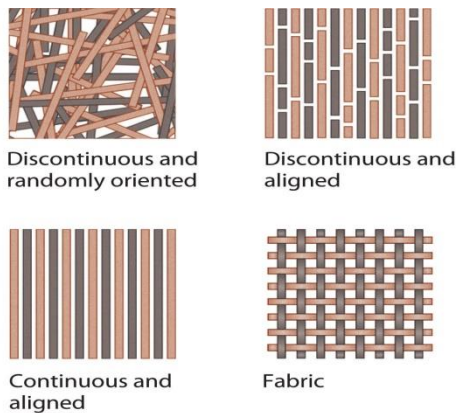 Discontinuous and
randomly oriented
Discontinuous and
aligned
Continuous and
aligned
Fabric